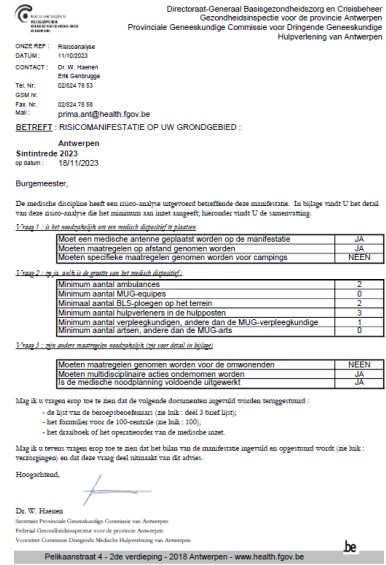 Directoraat-Generaal Basisgezondheidszorg en Crisisbeheer
Gezondheidsinspectie voor de provincie Antwerpen
Provinciale Geneeskundige Commissie voor Dringende Geneeskundige
Hulpverlening van Antwerpen
ONZE REF : Risicoanalyse
DATUM : 11/10/2023
CONTACT : Dr. W. Haenen
Erik Genbrugge
Tel. Nr. 02/524 78 53
GSM nr.
Fax. Nr. 02/524 78 58
Mail : prima.ant@health.fgov.be
BETREFT : RISICOMANIFESTATIE OP UW GRONDGEBIED :
Antwerpen
Sintintrede 2023
op datum : 18/11/2023
Burgemeester,
De medische discipline heeft een risico-analyse uitgevoerd betreffende deze manifestatie. In bijlage vindt U het detail
van deze risico-analyse die het minimum aan inzet aangeeft; hieronder vindt U de samenvatting.
Vraag 1 : is het noodzakelijk om een medisch dispositief te plaatsen
Moet een medische antenne geplaatst worden op de manifestatie JA
Moeten maatregelen op afstand genomen worden JA
Moeten specifieke maatregelen genomen worden voor campings NEEN
Vraag 2 : zo ja, welk is de grootte van het medisch dispositief :
Minimum aantal ambulances 2
Minimum aantal MUG-equipes 0
Minimaal aantal BLS-ploegen op het terrein 2
Minimum aantal hulpverleners in de hulpposten 3
Minimum aantal verpleegkundigen, andere dan de MUG-verpleegkundige 1
Minimum aantal artsen, andere dan de MUG-arts 0
Vraag 3 : zijn andere maatregelen noodzakelijk (zie voor detail in bijlage)
Moeten maatregelen genomen worden voor de omwonenden NEEN
Moeten multidisciplinaire acties ondernomen worden JA
Is de medische noodplanning voldoende uitgewerkt JA
Mag ik u vragen erop toe te zien dat de volgende documenten ingevuld worden teruggestuurd :
- de lijst van de beroepsbeoefenaars (zie luik : deel 3 brief lijst);
- het formulier voor de 100-centrale (zie luik : 100);
- het draaiboek of het operatieorder van de medische inzet.
Mag ik u tevens vragen erop toe te zien dat het bilan van de manifestatie ingevuld en opgestuurd wordt (zie luik :
verzorgingen) en dat deze vraag deel uitmaakt van dit advies.
Hoogachtend,
Dr. W. Haenen
Secretaris Provinciale Geneeskundige Commissie van Antwerpen
Federaal Gezondheidsinspecteur voor de provincie Antwerpen
Voorzitter Commissie Dringende Medische Hulpverlening van Antwerpen
.be
Pelikaanstraat 4 - 2de verdieping - 2018 Antwerpen - www.health.fgov.be